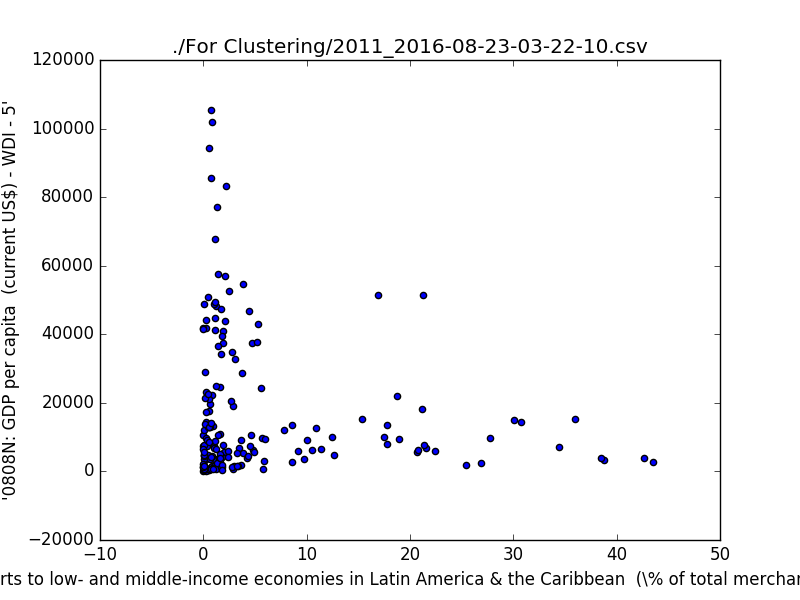 ./For Clustering/2011_2016-08-23-03-22-10.csv
'0808N: GDP per capita  (current US$) - WDI - 5'
120000
100000
80000
60000
40000
20000
0
−20000
−10 0 10 20 30 40 50
rts to low- and middle-income economies in Latin America & the Caribbean  (\% of total merchan